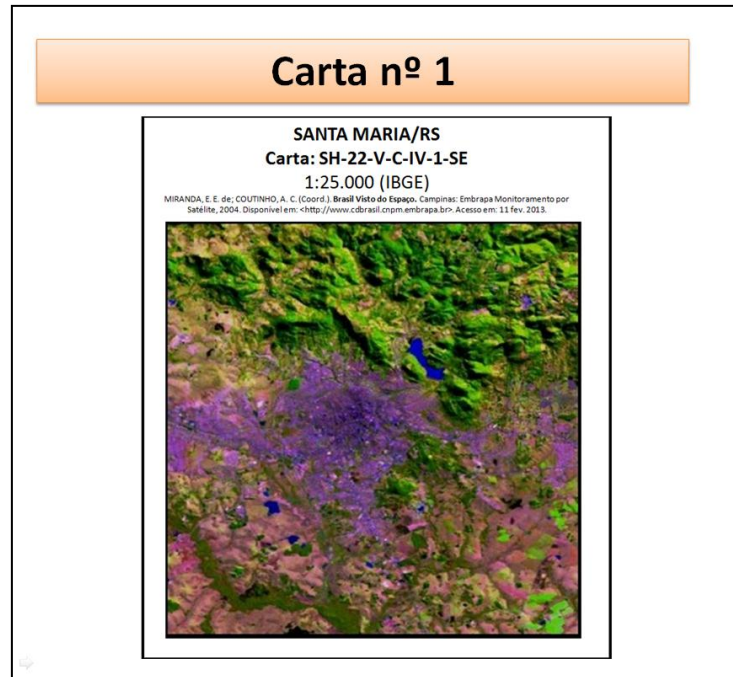 Carta nº 1
SANTA MARIA/RS
Carta: SH-22-V-C-IV-1-SE
1:25.000 (IBGE)
MIRANDA, E. E. de; COUTINHO, A. C. (Coord.). Brasil Visto do Espaço. Campinas: Embrapa Monitoramento por
Satélite, 2004. Disponível em: <http://www.cdbrasil.cnpm.embrapa.br>. Acesso em: 11 fev. 2013.